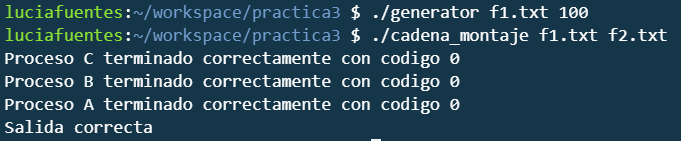 luciafuentes:~/workspace/practica3 $ ./generator f1.txt 100
luciafuentes:~/workspace/practica3 $ ./cadena_montaje f1.txt f2.txt
Proceso C terminado correctamente con codigo 0
Proceso B terminado correctamente con codigo 0
Proceso A terminado correctamente con codigo 0
Salida correcta